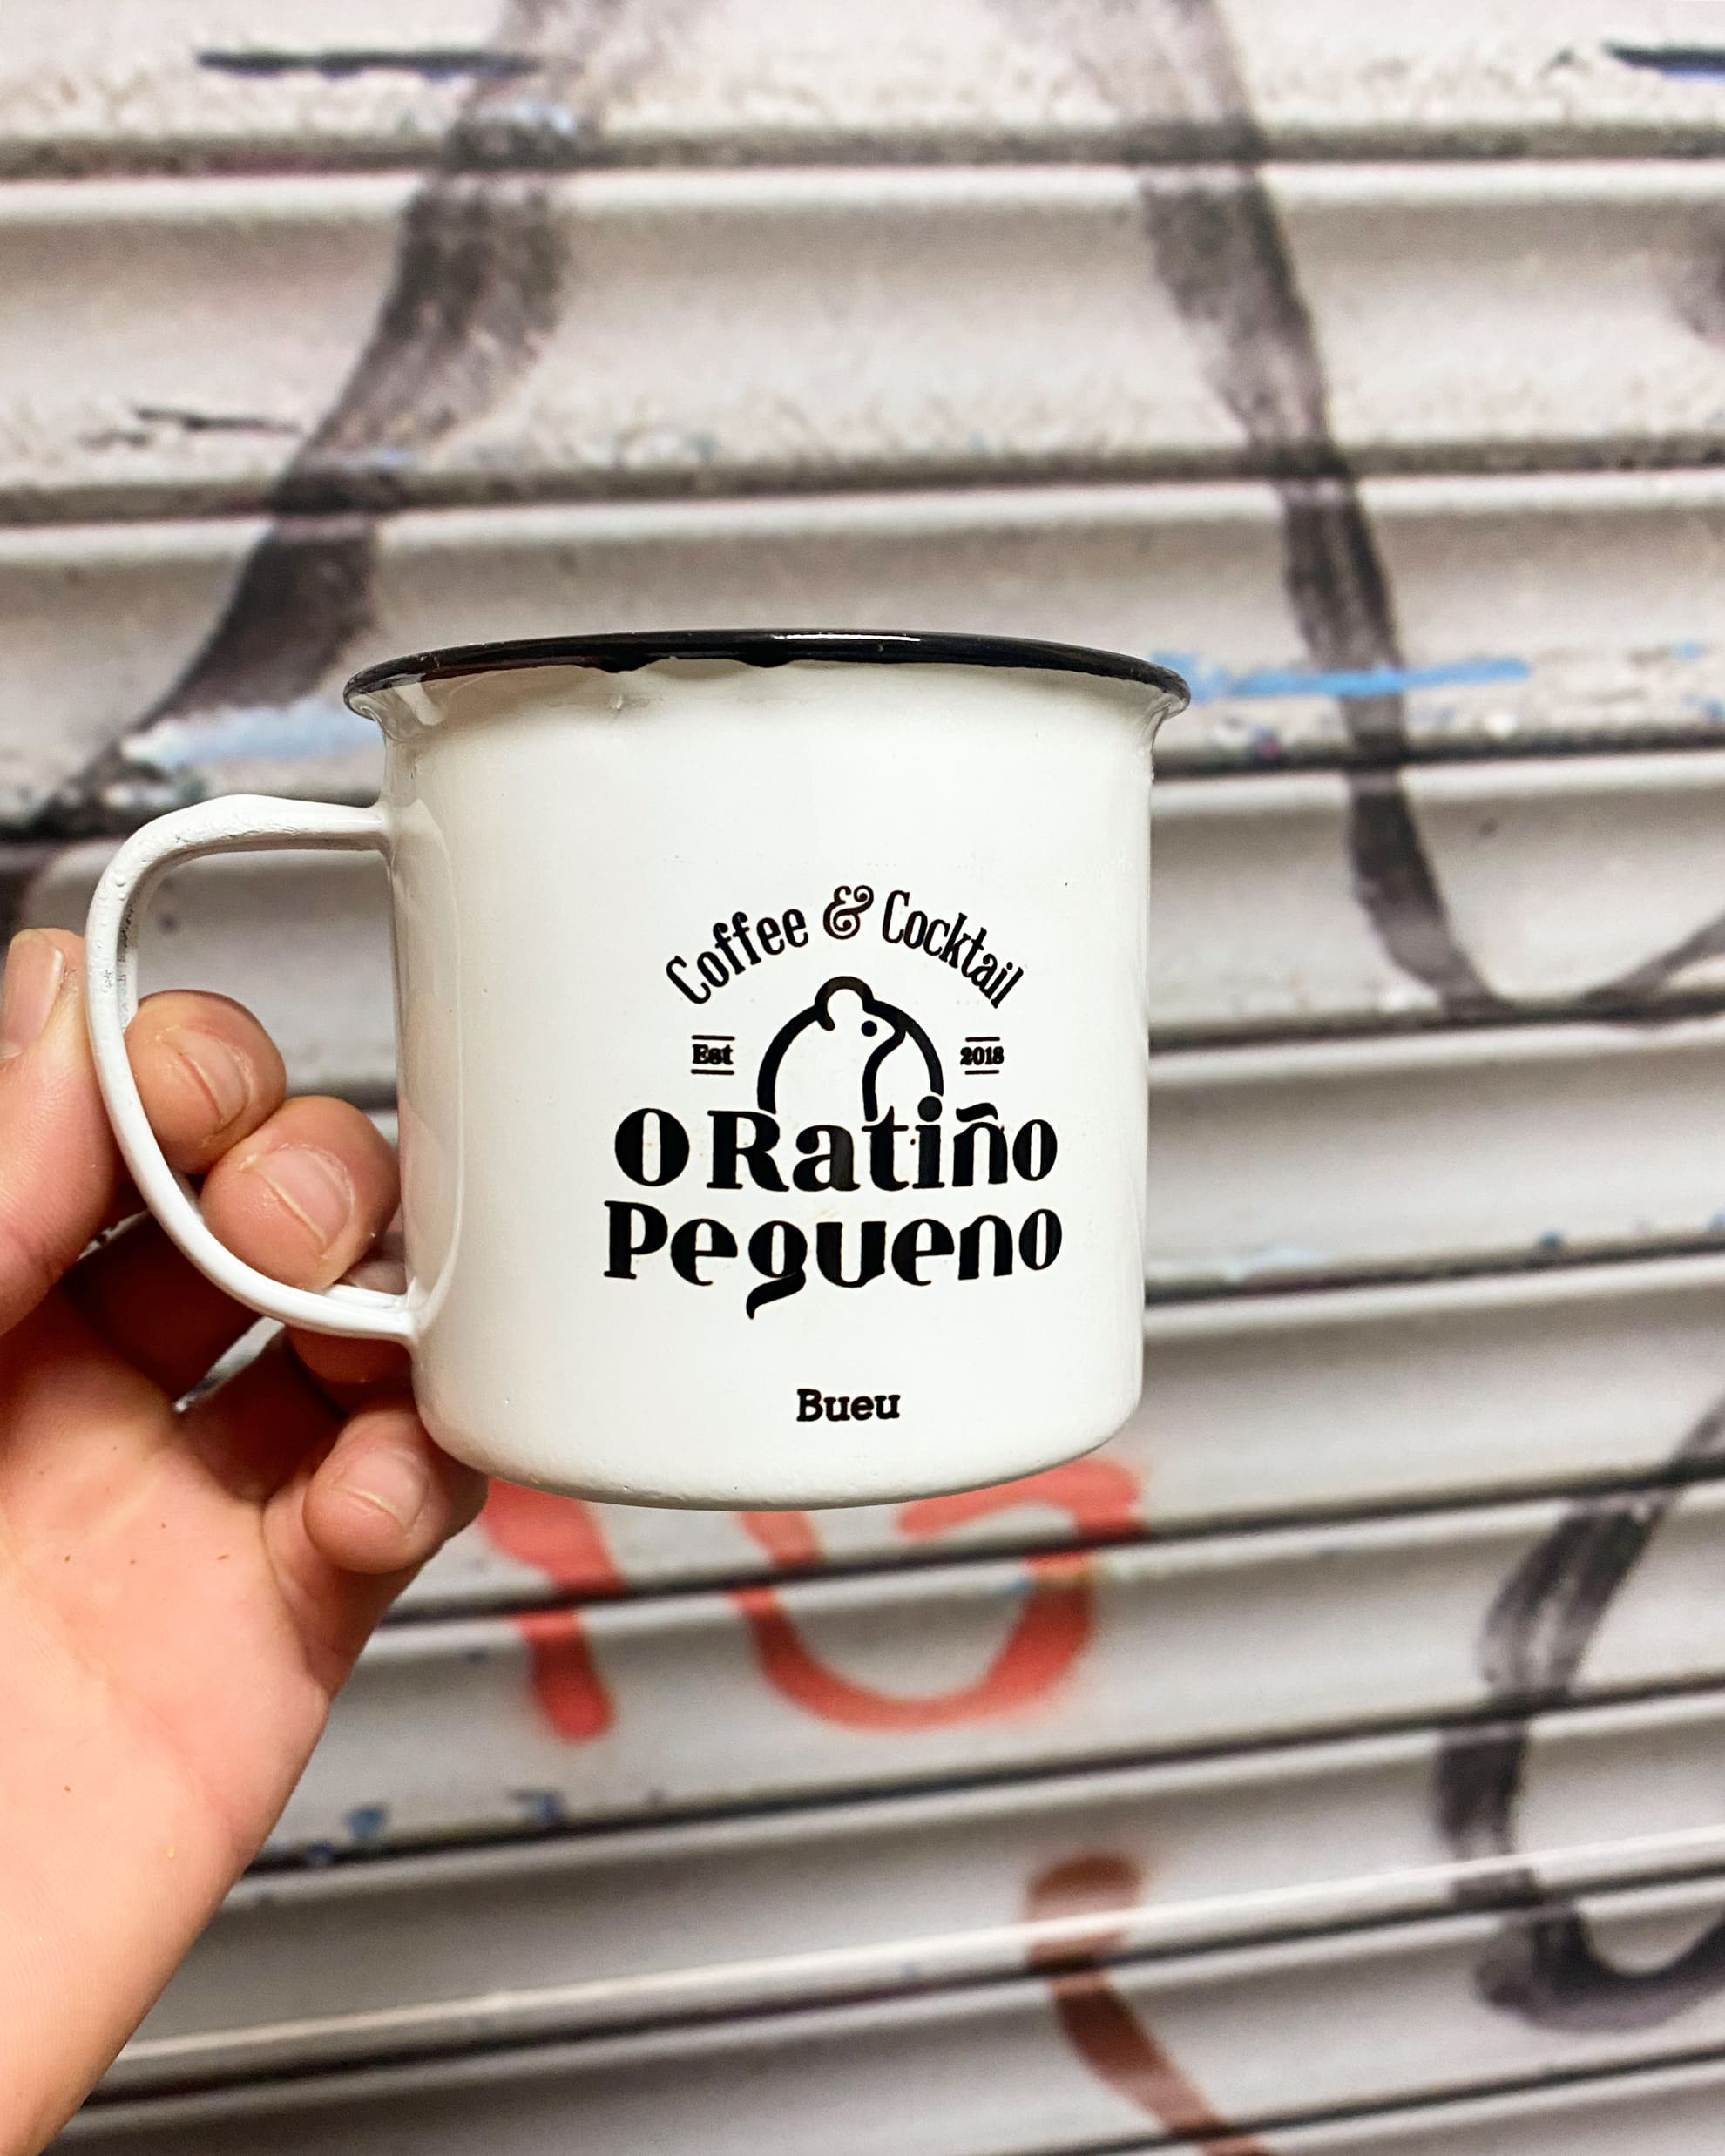 Coffee & Cocktail
Est 2018
O Ratiño
Pequeno
Bueu